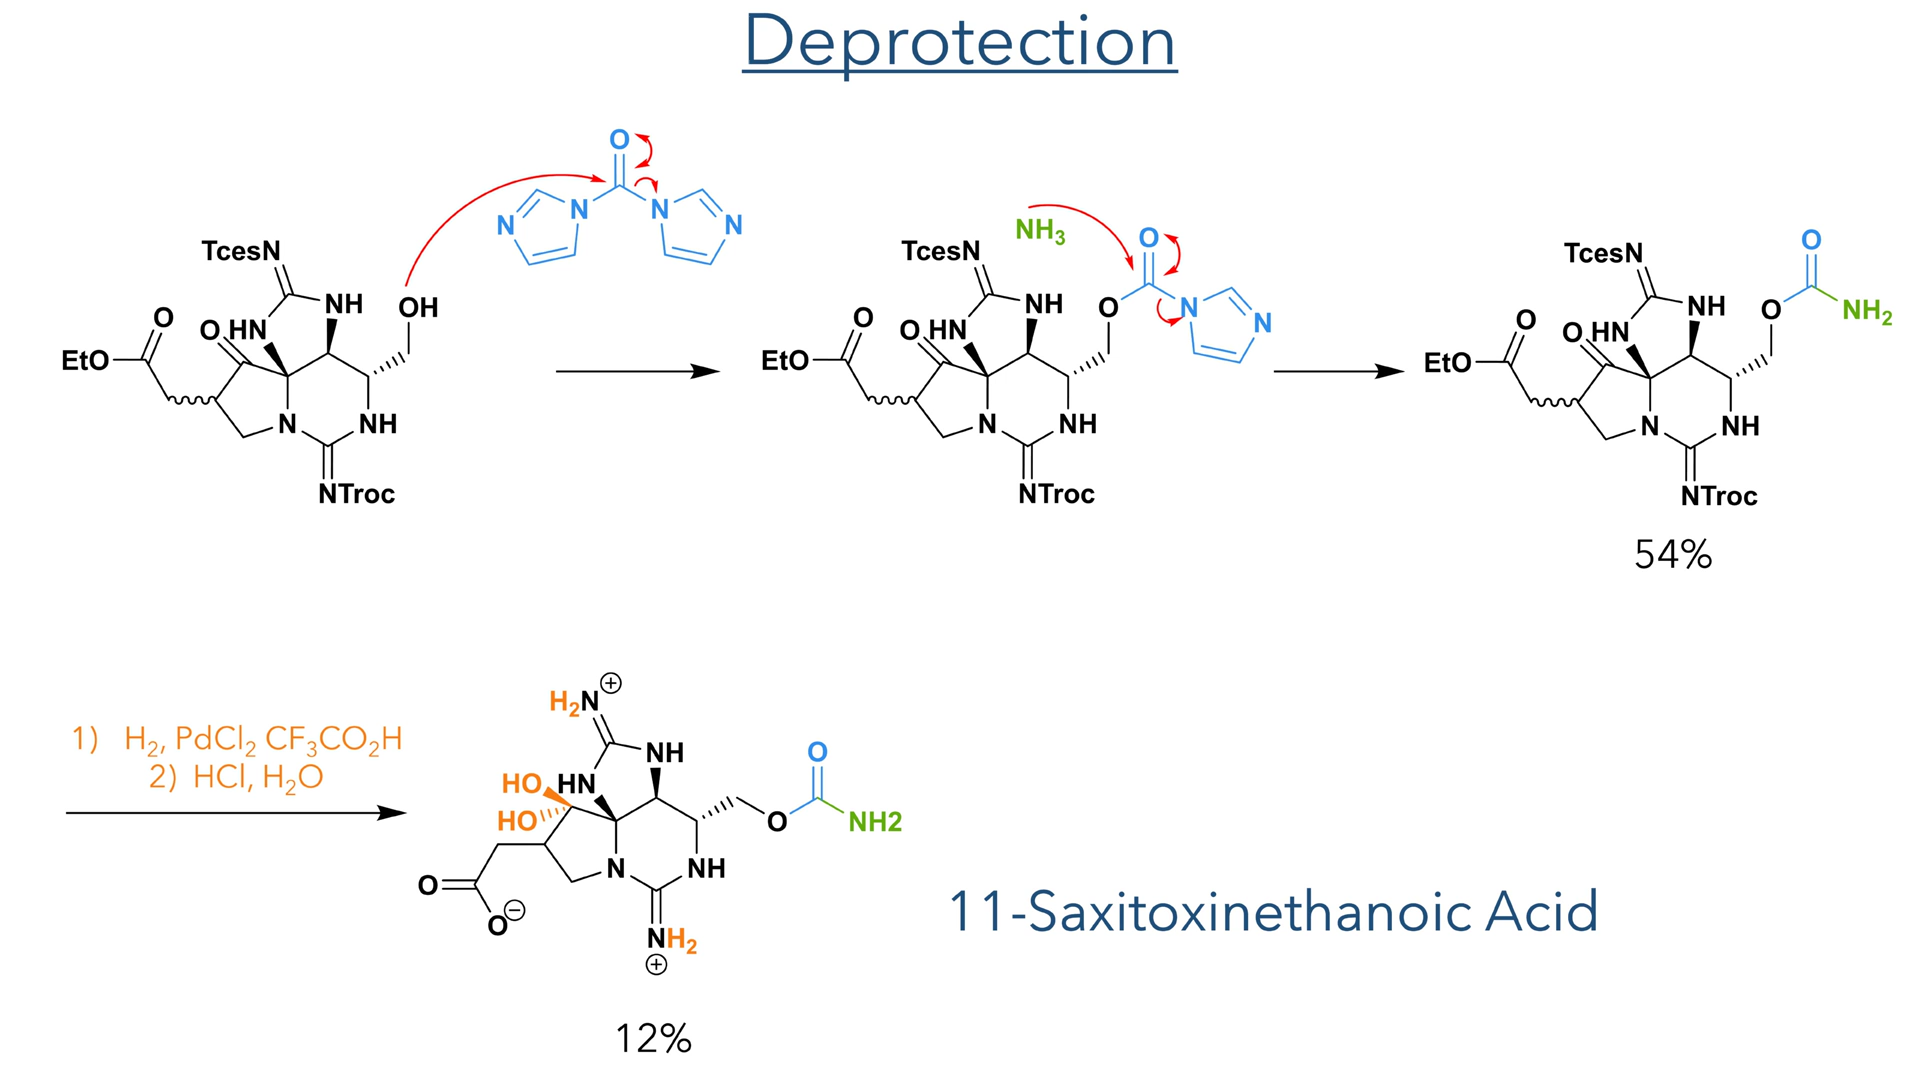 Deprotection
O
N
N
N
N
TcesN
NH
OH
HN
O
O
EtO
N
NH
NTroc
NH₃
O
N
N
TcesN
NH
O
HN
O
O
EtO
N
NH
NTroc
O
NH₂
TcesN
NH
O
HN
O
O
EtO
N
NH
NTroc
54%
1) H₂, PdCl₂ CF₃CO₂H
2) HCl, H₂O
H₂N
+
NH
HO
HN
HO
O
O
NH2
N
NH
O
O
−
NH₂
+
12%
11-Saxitoxinethanoic Acid